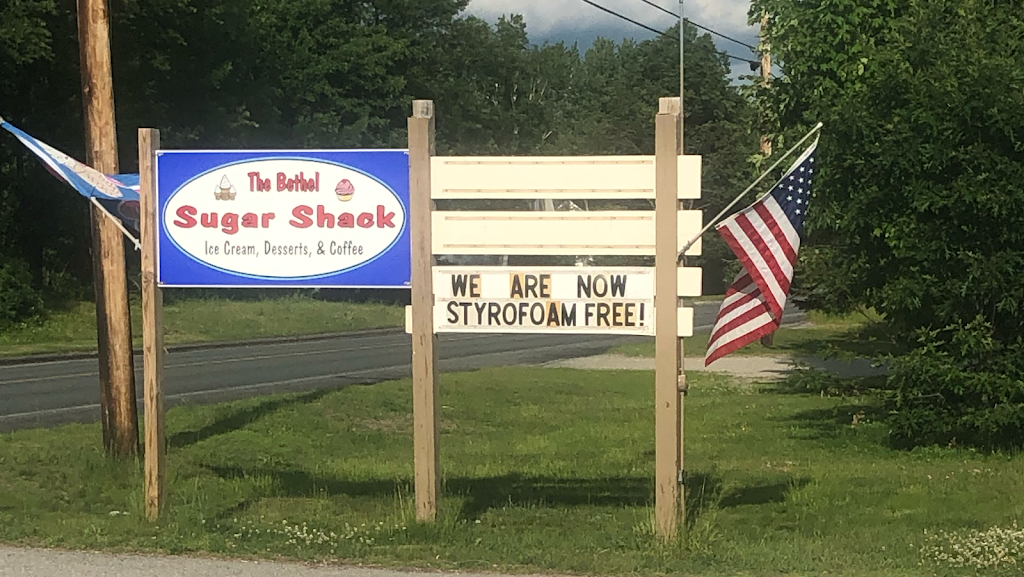 The Bethel
Sugar Shack
Ice Cream, Desserts, & Coffee
WE ARE NOW
STYROFOAM FREE!